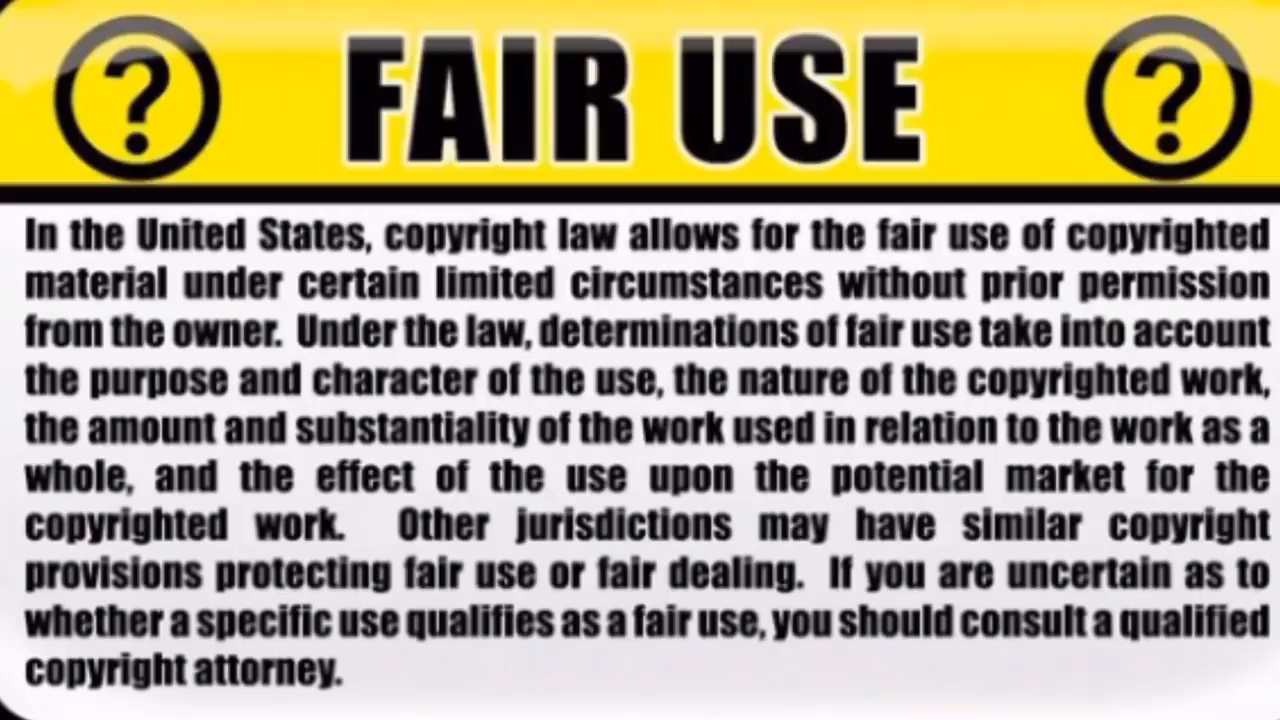 ? FAIR USE ?
In the United States, copyright law allows for the fair use of copyrighted
material under certain limited circumstances without prior permission
from the owner. Under the law, determinations of fair use take into account
the purpose and character of the use, the nature of the copyrighted work,
the amount and substantiality of the work used in relation to the work as a
whole, and the effect of the use upon the potential market for the
copyrighted work. Other jurisdictions may have similar copyright
provisions protecting fair use or fair dealing. If you are uncertain as to
whether a specific use qualifies as a fair use, you should consult a qualified
copyright attorney.